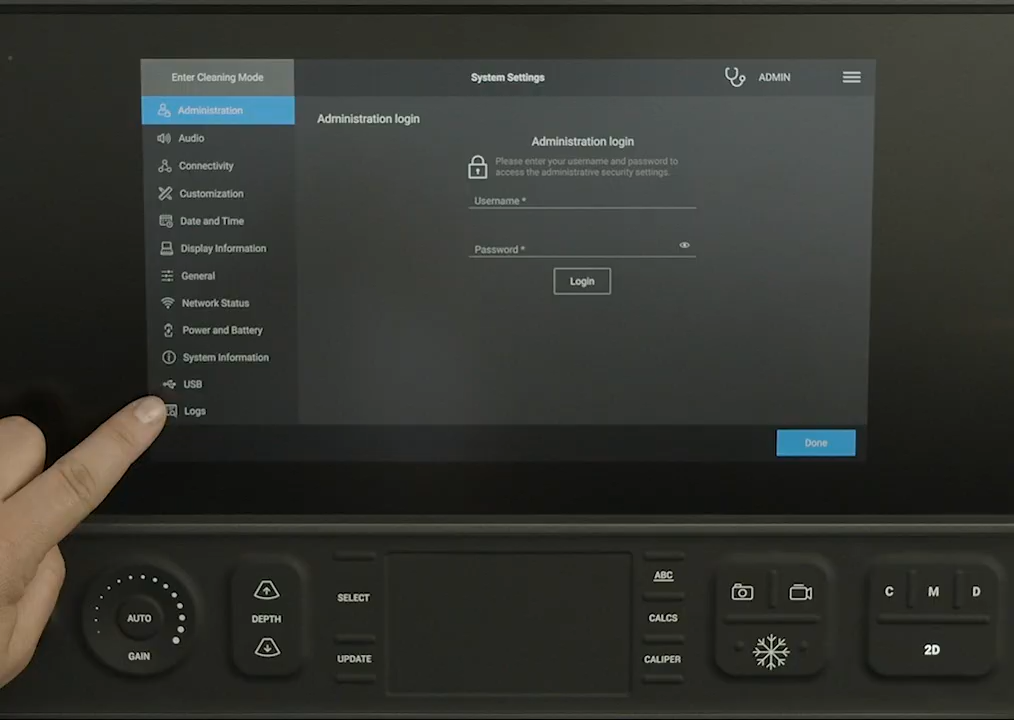 Enter Cleaning Mode
System Settings
ADMIN
Administration
Audio
Connectivity
Customization
Date and Time
Display Information
General
Network Status
Power and Battery
System Information
USB
Logs
Administration login
Administration login
Please enter your username and password to
access the administrative security settings.
Username *
Password *
Login
Done
AUTO
GAIN
DEPTH
SELECT
UPDATE
ABC
CALCS
CALIPER
C M D
2D